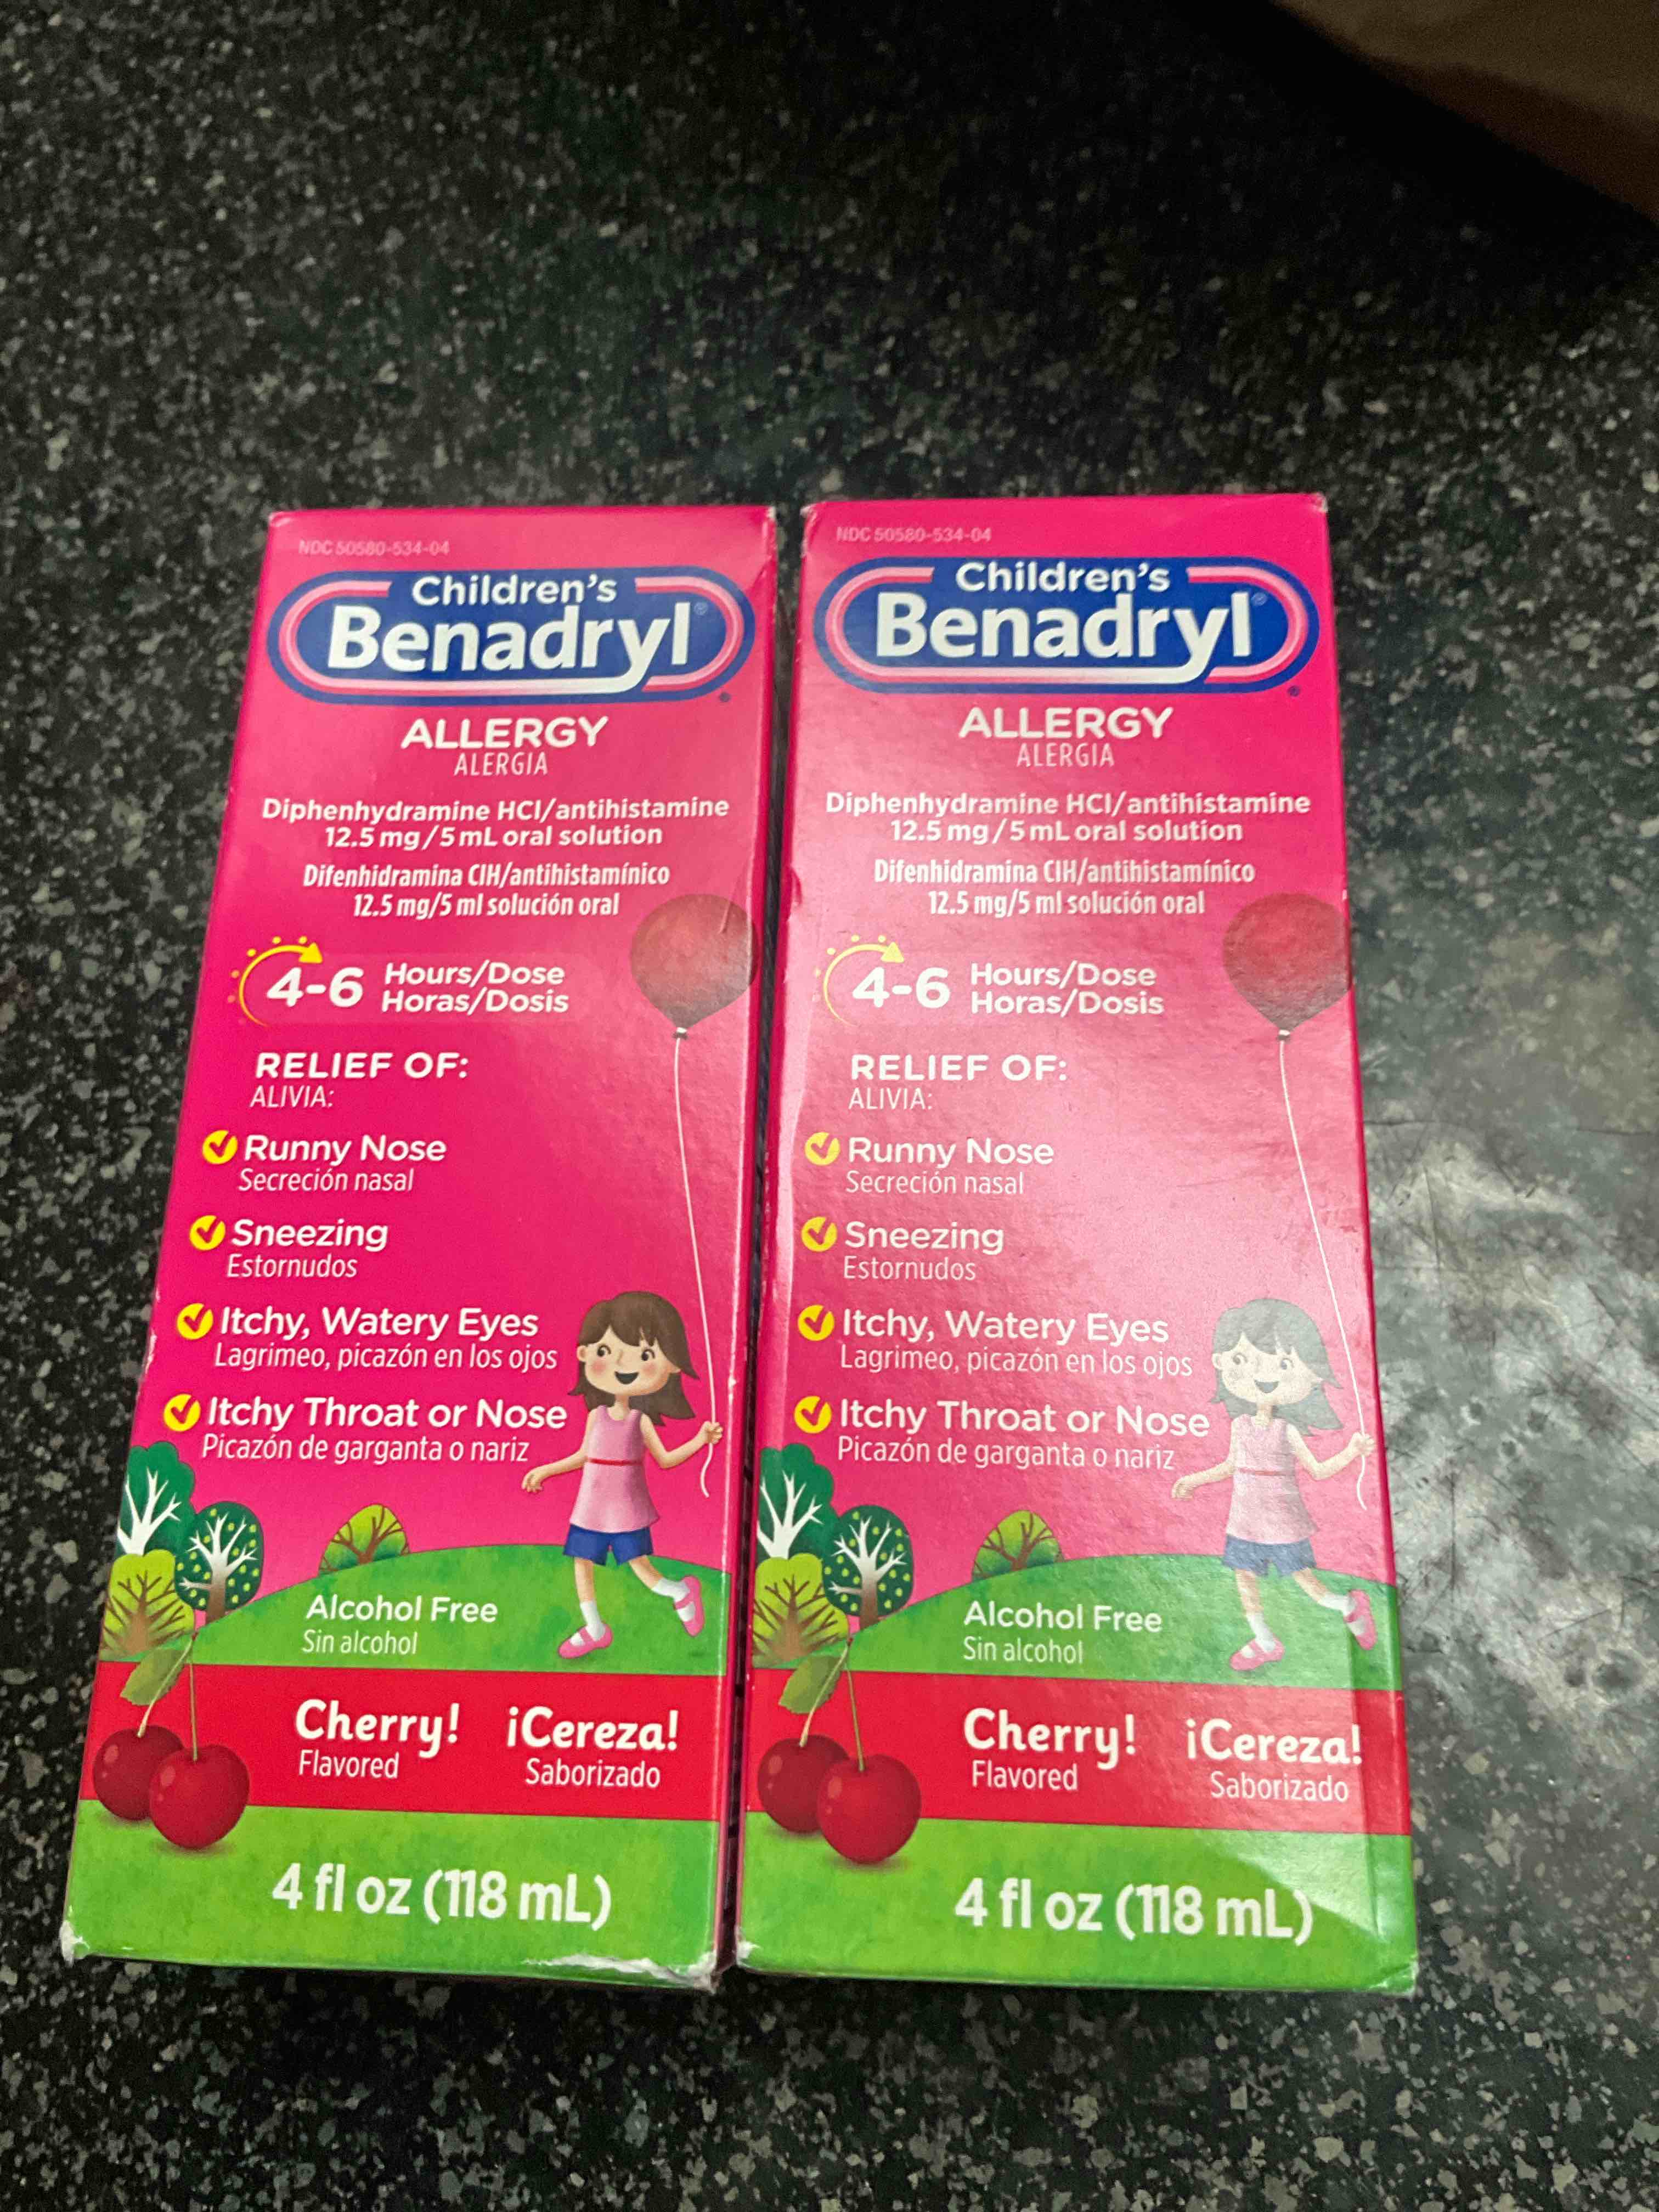 NDC 50580-534-04
Children's
Benadryl®
ALLERGY
ALERGIA
Diphenhydramine HCl/antihistamine
12.5 mg/5 mL oral solution
Difenhidramina ClH/antihistamínico
12.5 mg/5 ml solución oral
4-6 Hours/Dose
Horas/Dosis
RELIEF OF:
ALIVIA:
Runny Nose
Secreción nasal
Sneezing
Estornudos
Itchy, Watery Eyes
Lagrimeo, picazón en los ojos
Itchy Throat or Nose
Picazón de garganta o nariz
Alcohol Free
Sin alcohol
Cherry! ¡Cereza!
Flavored Saborizado
4 fl oz (118 mL)
NDC 50580-534-04
Children's
Benadryl®
ALLERGY
ALERGIA
Diphenhydramine HCl/antihistamine
12.5 mg/5 mL oral solution
Difenhidramina ClH/antihistamínico
12.5 mg/5 ml solución oral
4-6 Hours/Dose
Horas/Dosis
RELIEF OF:
ALIVIA:
Runny Nose
Secreción nasal
Sneezing
Estornudos
Itchy, Watery Eyes
Lagrimeo, picazón en los ojos
Itchy Throat or Nose
Picazón de garganta o nariz
Alcohol Free
Sin alcohol
Cherry! ¡Cereza!
Flavored Saborizado
4 fl oz (118 mL)